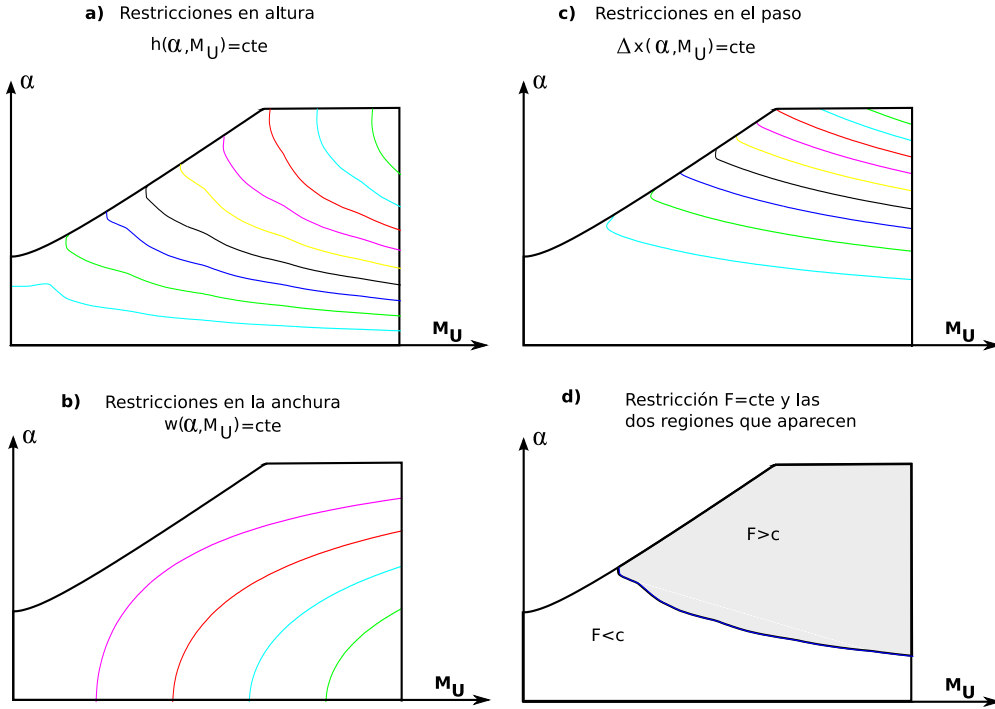 a) Restricciones en altura
h(α,M_U)=cte
α
M_U
c) Restricciones en el paso
Δx(α,M_U)=cte
α
M_U
b) Restricciones en la anchura
w(α,M_U)=cte
α
M_U
d) Restricción F=cte y las
dos regiones que aparecen
α
F>c
F<c
M_U